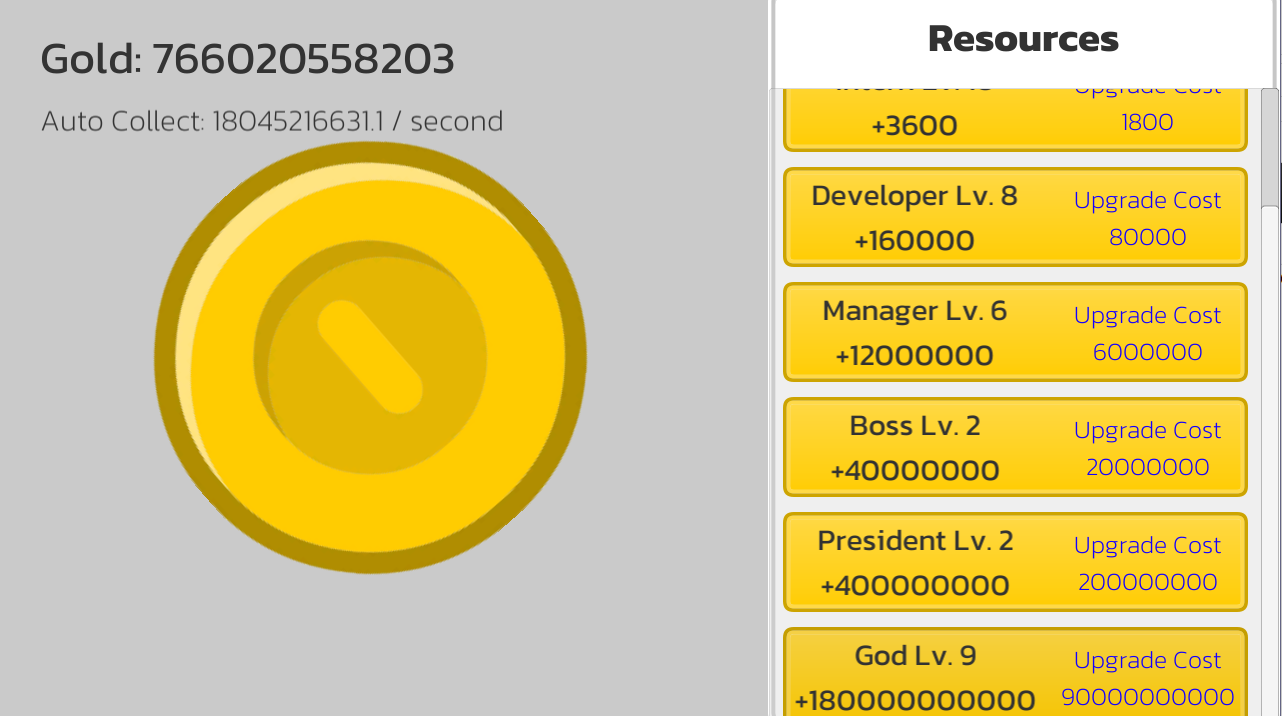 Gold: 766020558203
Auto Collect: 18045216631.1 / second
Resources
Upgrade Cost
+3600
1800
Developer Lv. 8
Upgrade Cost
+160000
80000
Manager Lv. 6
Upgrade Cost
+12000000
6000000
Boss Lv. 2
Upgrade Cost
+40000000
20000000
President Lv. 2
Upgrade Cost
+400000000
200000000
God Lv. 9
Upgrade Cost
+180000000000
90000000000